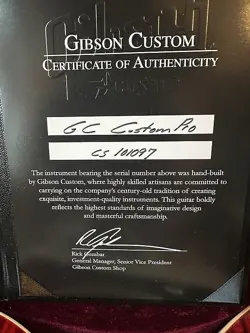 Gibson
GIBSON CUSTOM
CERTIFICATE OF AUTHENTICITY
GC Custom Pro
CS 101097
The instrument bearing the serial number above was hand-built
by Gibson Custom, where highly skilled artisans are committed to
carrying on the company's century-old tradition of creating
exquisite, investment-quality instruments. This guitar boldly
reflects the highest standards of imaginative design
and masterful craftsmanship.
Rick Gembar
General Manager, Senior Vice President
Gibson Custom Shop